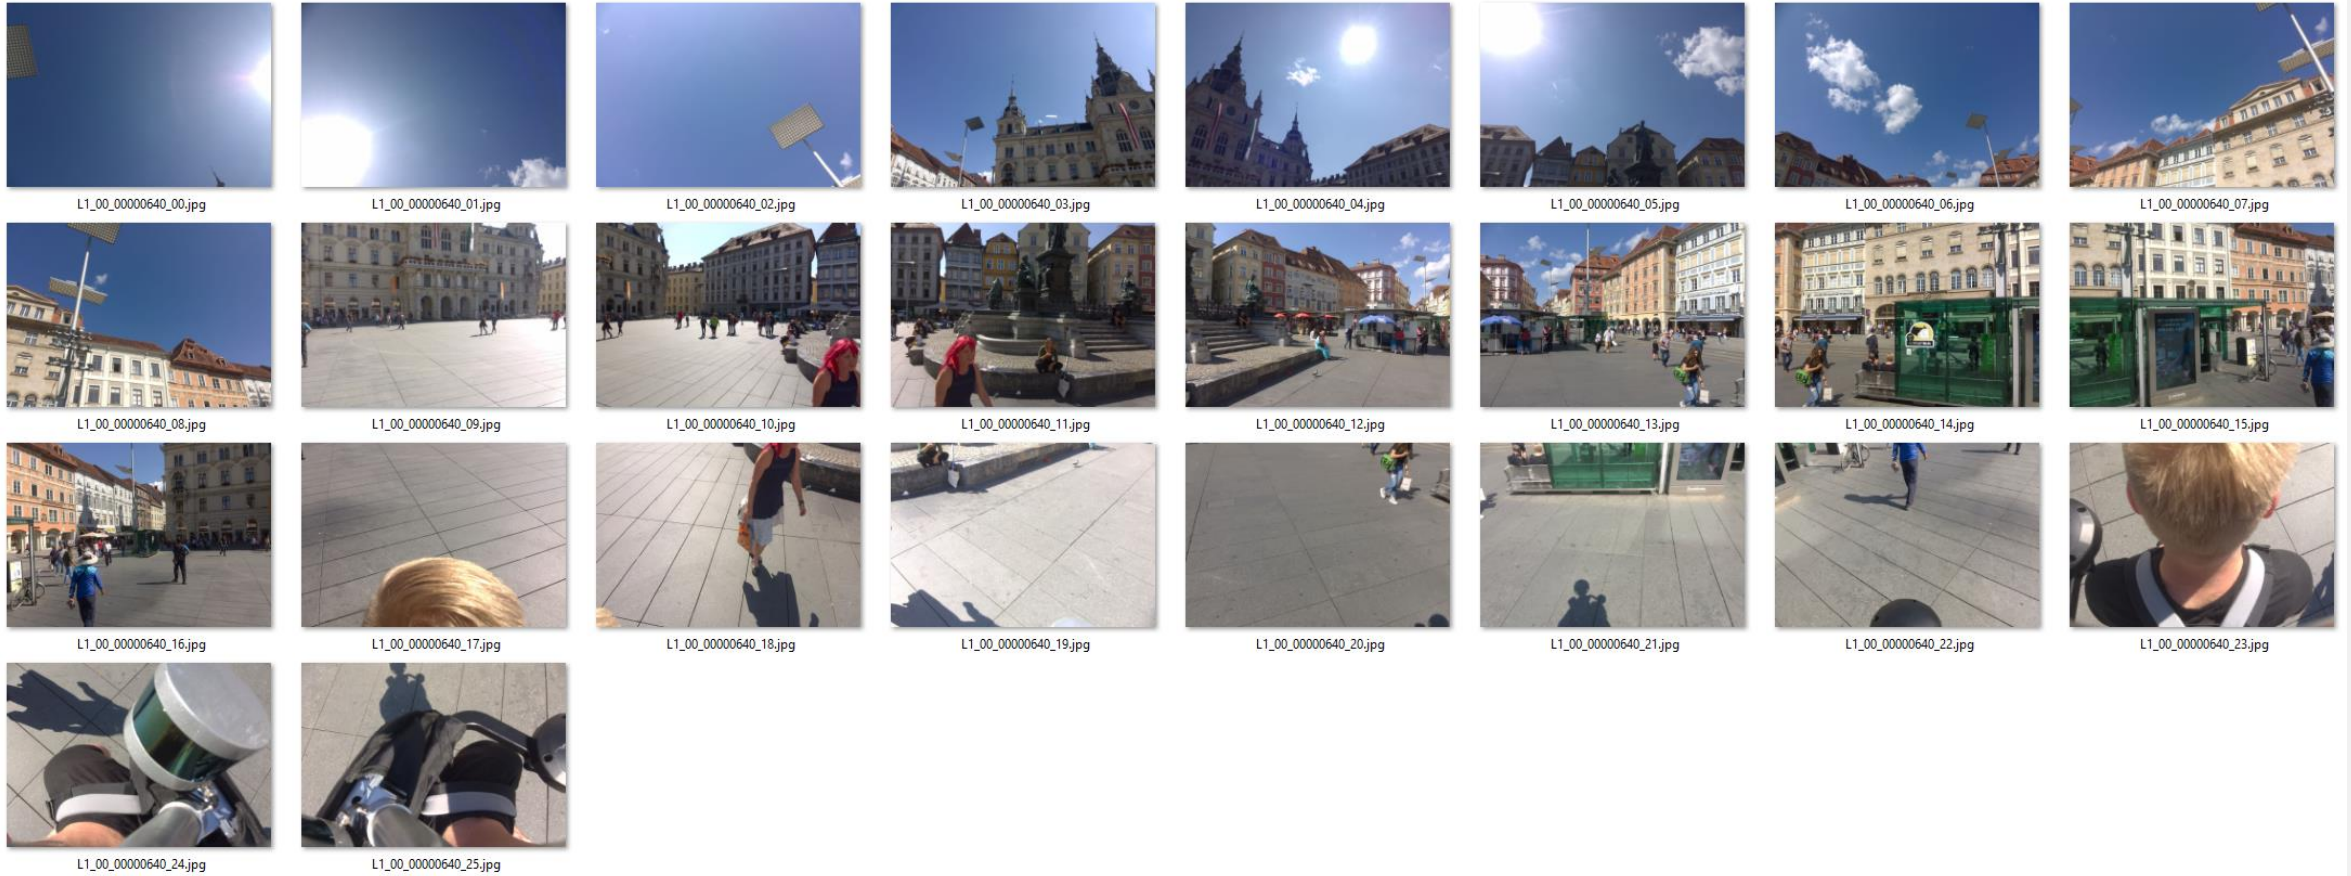 L1_00_00000640_00.jpg
L1_00_00000640_01.jpg
L1_00_00000640_02.jpg
L1_00_00000640_03.jpg
L1_00_00000640_04.jpg
L1_00_00000640_05.jpg
L1_00_00000640_06.jpg
L1_00_00000640_07.jpg
L1_00_00000640_08.jpg
L1_00_00000640_09.jpg
L1_00_00000640_10.jpg
L1_00_00000640_11.jpg
L1_00_00000640_12.jpg
L1_00_00000640_13.jpg
L1_00_00000640_14.jpg
L1_00_00000640_15.jpg
L1_00_00000640_16.jpg
L1_00_00000640_17.jpg
L1_00_00000640_18.jpg
L1_00_00000640_19.jpg
L1_00_00000640_20.jpg
L1_00_00000640_21.jpg
L1_00_00000640_22.jpg
L1_00_00000640_23.jpg
L1_00_00000640_24.jpg
L1_00_00000640_25.jpg